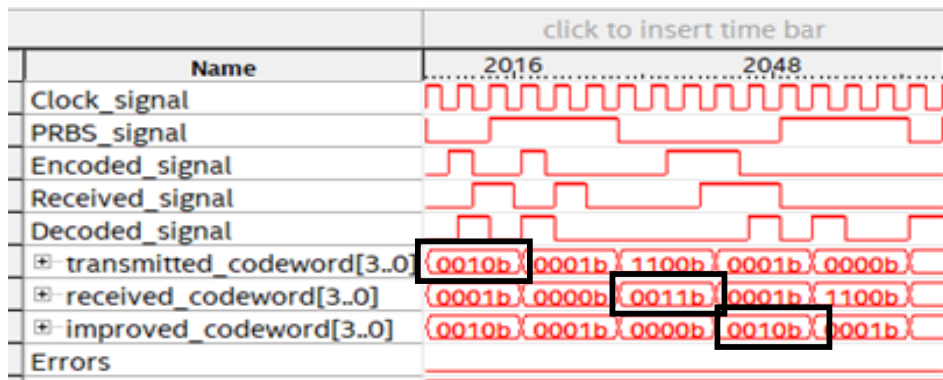 click to insert time bar
Name 2016 2048
Clock_signal
PRBS_signal
Encoded_signal
Received_signal
Decoded_signal
transmitted_codeword[3..0] 0010b 0001b 1100b 0001b 0000b
received_codeword[3..0] 0001b 0000b 0011b 0001b 1100b
improved_codeword[3..0] 0010b 0001b 0000b 0010b 0001b
Errors